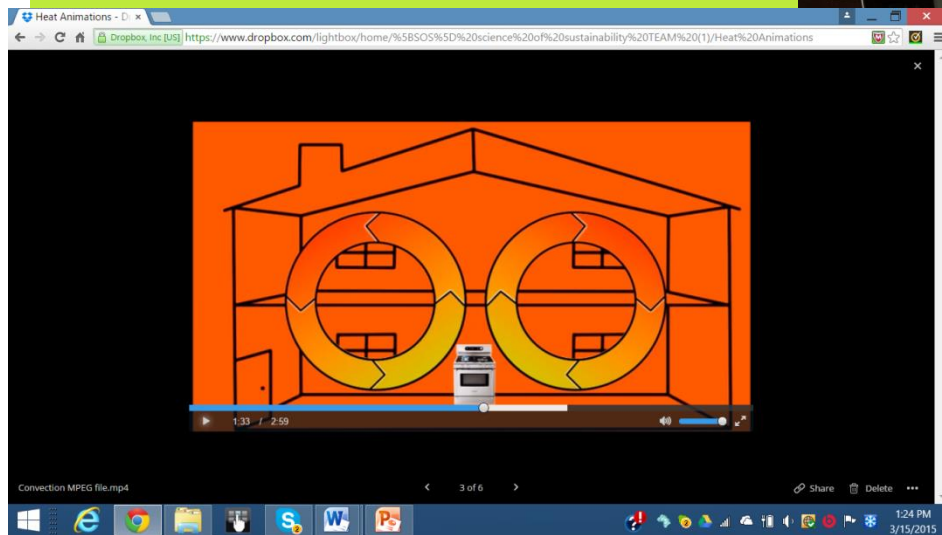 Heat Animations - D
Dropbox, Inc [US] https://www.dropbox.com/lightbox/home/%5BSOS%5D%20science%20of%20sustainability%20TEAM%20(1)/Heat%20Animations
1:33 / 2:59
Convection MPEG file.mp4
3 of 6
Share
Delete
1:24 PM
3/15/2015